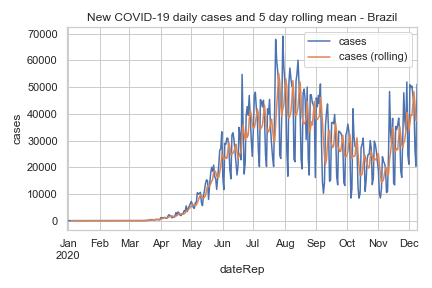 New COVID-19 daily cases and 5 day rolling mean - Brazil
70000
60000
50000
40000
30000
20000
10000
0
cases
cases
cases (rolling)
Jan Feb Mar Apr May Jun Jul Aug Sep Oct Nov Dec
2020
dateRep